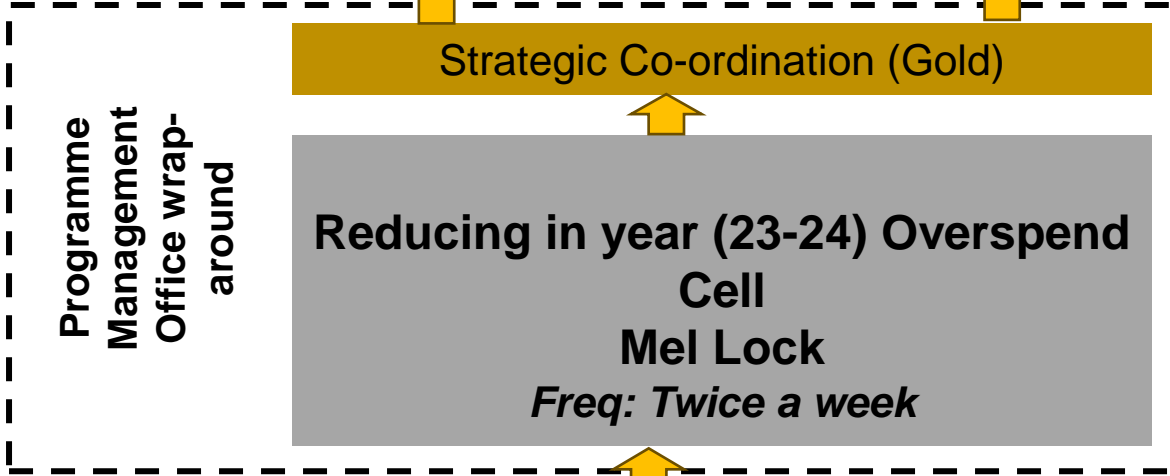 Strategic Co-ordination (Gold)
Programme
Management
Office wrap-
around
Reducing in year (23-24) Overspend
Cell
Mel Lock
Freq: Twice a week